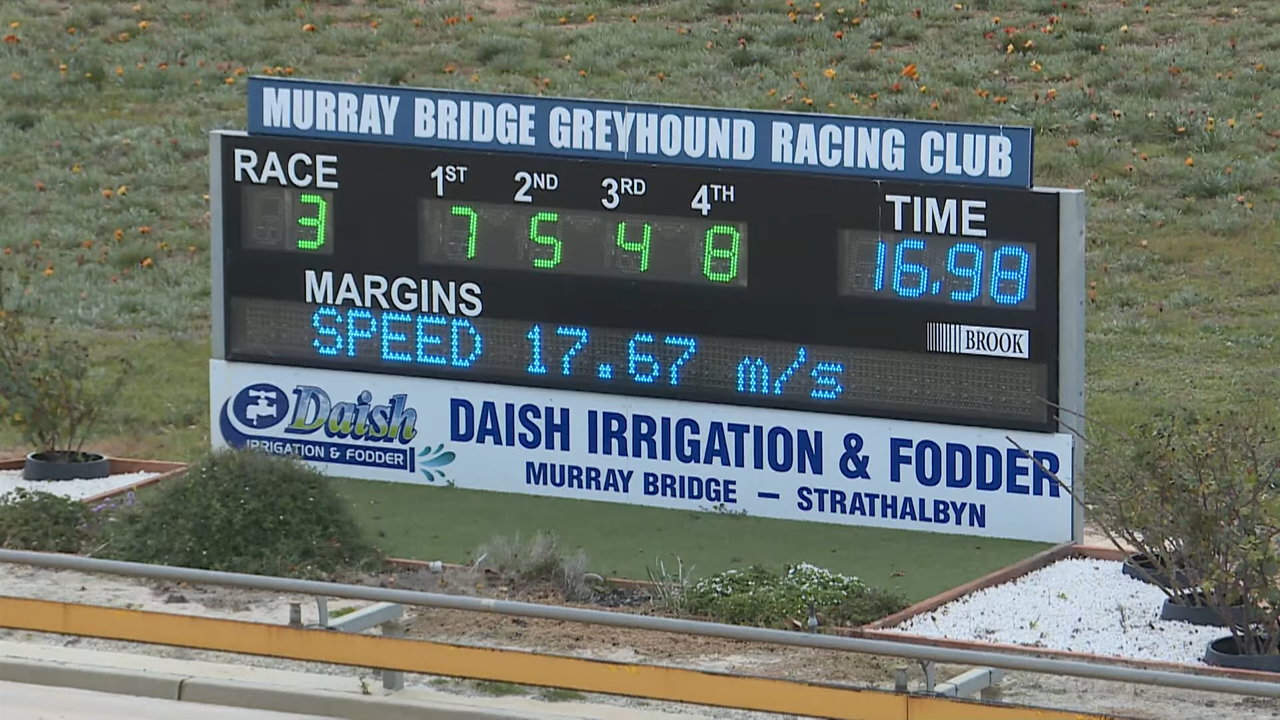 MURRAY BRIDGE GREYHOUND RACING CLUB
RACE 1ST 2ND 3RD 4TH TIME
3 7 5 4 8 16.98
MARGINS
BROOK
SPEED 17.67 m/s
Daish
IRRIGATION & FODDER
DAISH IRRIGATION & FODDER
MURRAY BRIDGE – STRATHALBYN